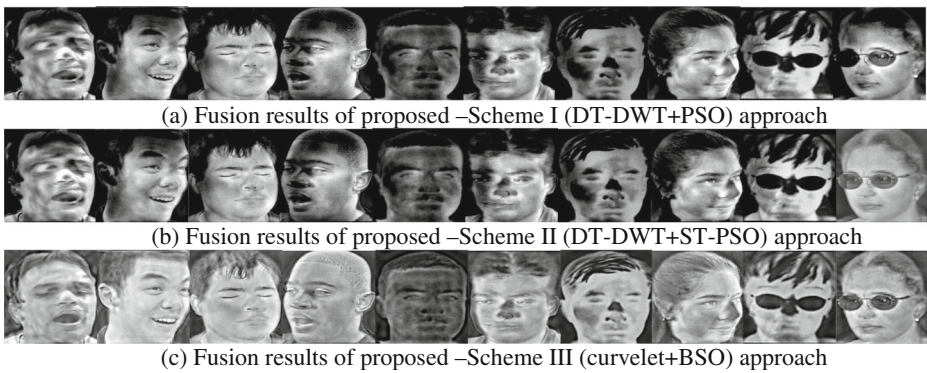 (a) Fusion results of proposed –Scheme I (DT-DWT+PSO) approach
(b) Fusion results of proposed –Scheme II (DT-DWT+ST-PSO) approach
(c) Fusion results of proposed –Scheme III (curvelet+BSO) approach